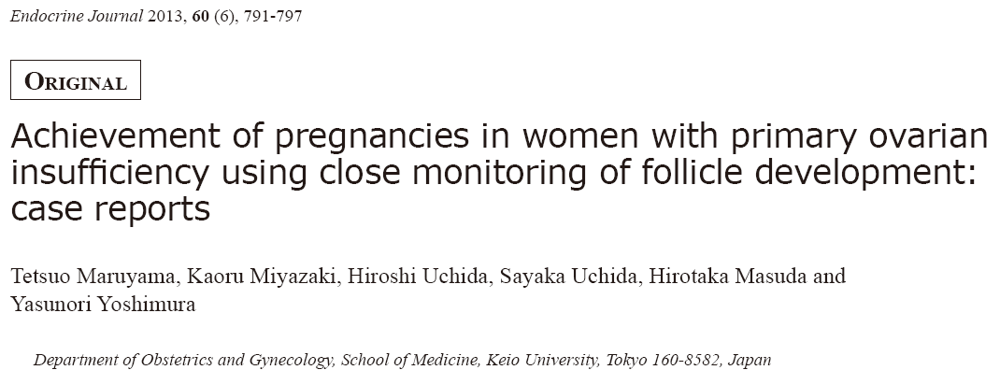 Endocrine Journal 2013, 60 (6), 791-797
ORIGINAL
Achievement of pregnancies in women with primary ovarian
insufficiency using close monitoring of follicle development:
case reports
Tetsuo Maruyama, Kaoru Miyazaki, Hiroshi Uchida, Sayaka Uchida, Hirotaka Masuda and
Yasunori Yoshimura
Department of Obstetrics and Gynecology, School of Medicine, Keio University, Tokyo 160-8582, Japan